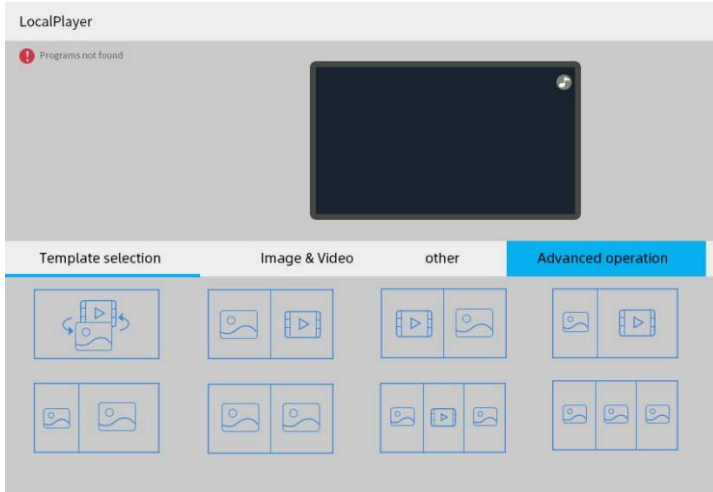 LocalPlayer
Programs not found
Template selection
Image & Video
other
Advanced operation